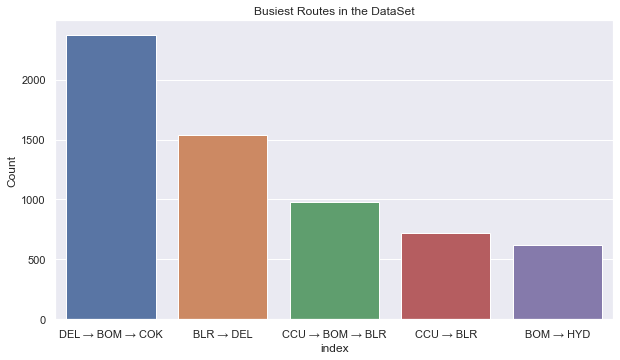 Busiest Routes in the DataSet
Count
2000
1500
1000
500
0
DEL → BOM → COK
BLR → DEL
CCU → BOM → BLR
CCU → BLR
BOM → HYD
index